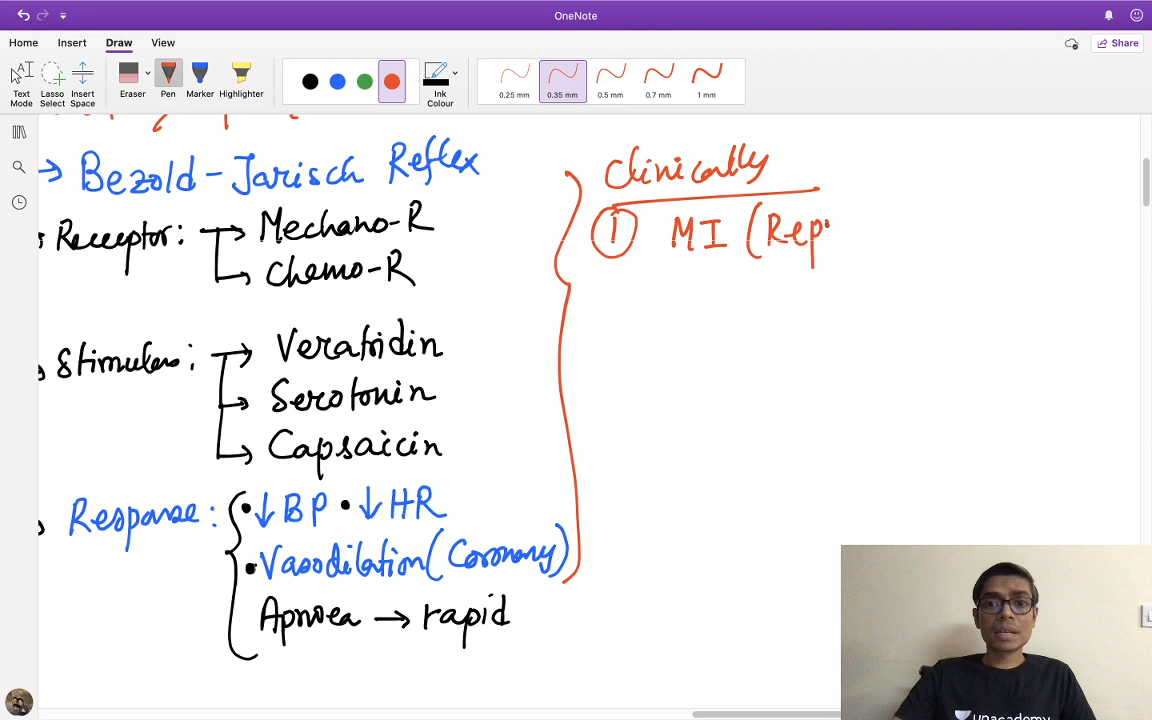 OneNote
Home Insert Draw View
Share
Text Mode
Lasso Select
Insert Space
Eraser
Pen
Marker
Highlighter
Ink Colour
0.25 mm
0.35 mm
0.5 mm
0.7 mm
1 mm
→ Bezold-Jarisch Reflex
Receptor: → Mechano-R
→ Chemo-R
Stimulus: → Veratridin
→ Serotonin
→ Capsaicin
Response: • ↓ BP • ↓ HR
• Vasodilation (Coronary)
Apnoea → rapid
Clinically
① MI (Rep
unacademy